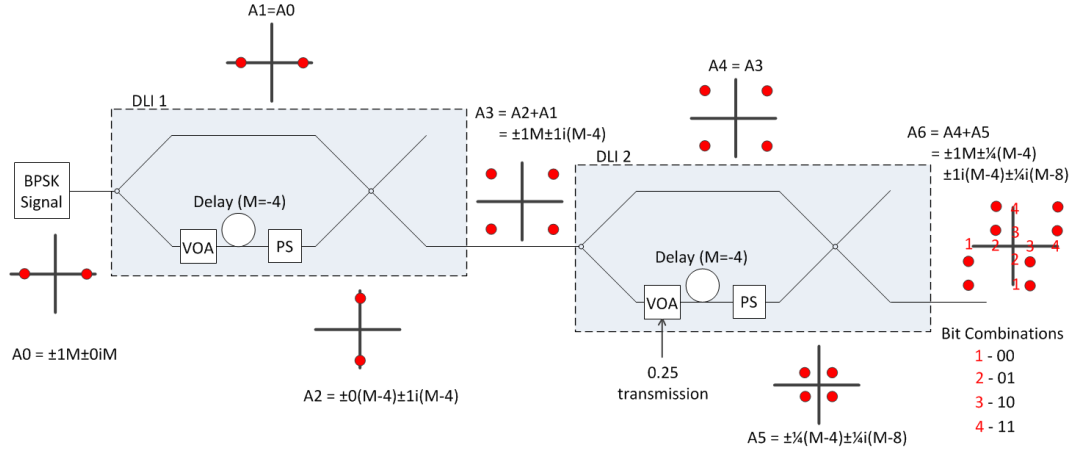 A1=A0
DLI 1
BPSK
Signal
Delay (M=-4)
VOA
PS
A0 = ±1M±0iM
A2 = ±0(M-4)±1i(M-4)
A3 = A2+A1
= ±1M±1i(M-4)
A4 = A3
DLI 2
Delay (M=-4)
VOA
PS
0.25
transmission
A5 = ±¼(M-4)±¼i(M-8)
A6 = A4+A5
= ±1M±¼(M-4)
±1i(M-4)±¼i(M-8)
4
3
1 2 3 4
2
1
Bit Combinations
1 - 00
2 - 01
3 - 10
4 - 11